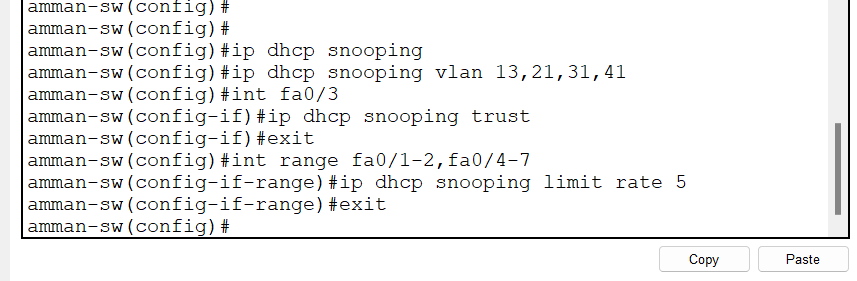 amman-sw(config)#
amman-sw(config)#
amman-sw(config)#ip dhcp snooping
amman-sw(config)#ip dhcp snooping vlan 13,21,31,41
amman-sw(config)#int fa0/3
amman-sw(config-if)#ip dhcp snooping trust
amman-sw(config-if)#exit
amman-sw(config)#int range fa0/1-2,fa0/4-7
amman-sw(config-if-range)#ip dhcp snooping limit rate 5
amman-sw(config-if-range)#exit
amman-sw(config)#
Copy Paste